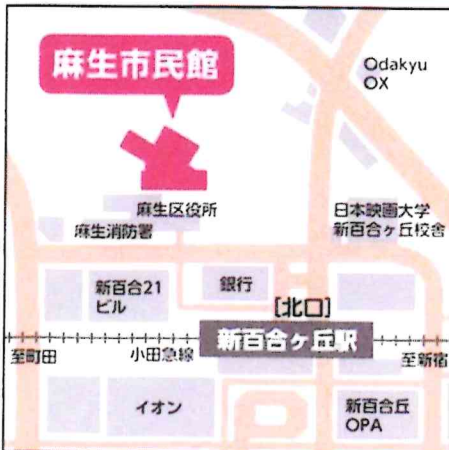 麻生市民館
Odakyu
OX
麻生区役所
麻生消防署
日本映画大学
新百合ヶ丘校舎
新百合21
ビル
銀行
[北口]
新百合ヶ丘駅
至町田
小田急線
至新宿
イオン
新百合丘
OPA